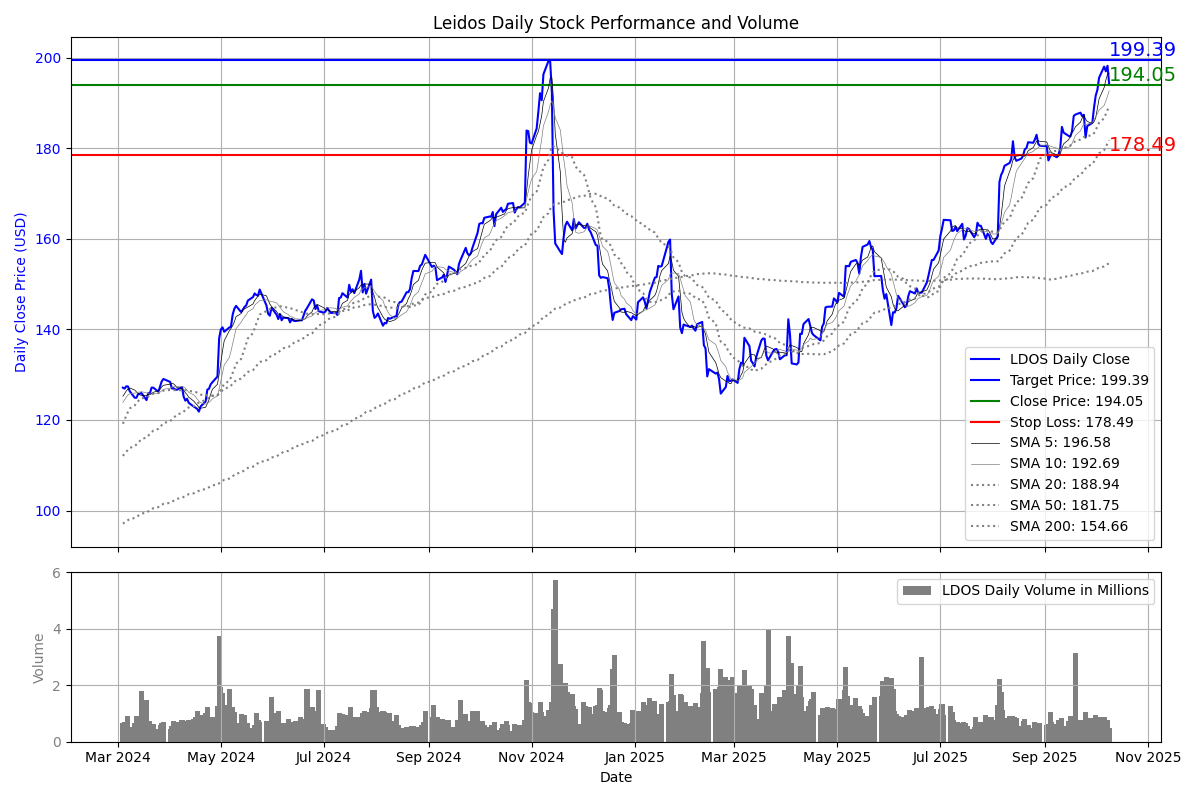 Leidos Daily Stock Performance and Volume
Daily Close Price (USD)
200
180
160
140
120
100
199.39
194.05
178.49
LDOS Daily Close
Target Price: 199.39
Close Price: 194.05
Stop Loss: 178.49
SMA 5: 196.58
SMA 10: 192.69
SMA 20: 188.94
SMA 50: 181.75
SMA 200: 154.66
Volume
6
4
2
0
LDOS Daily Volume in Millions
Mar 2024 May 2024 Jul 2024 Sep 2024 Nov 2024 Jan 2025 Mar 2025 May 2025 Jul 2025 Sep 2025 Nov 2025
Date